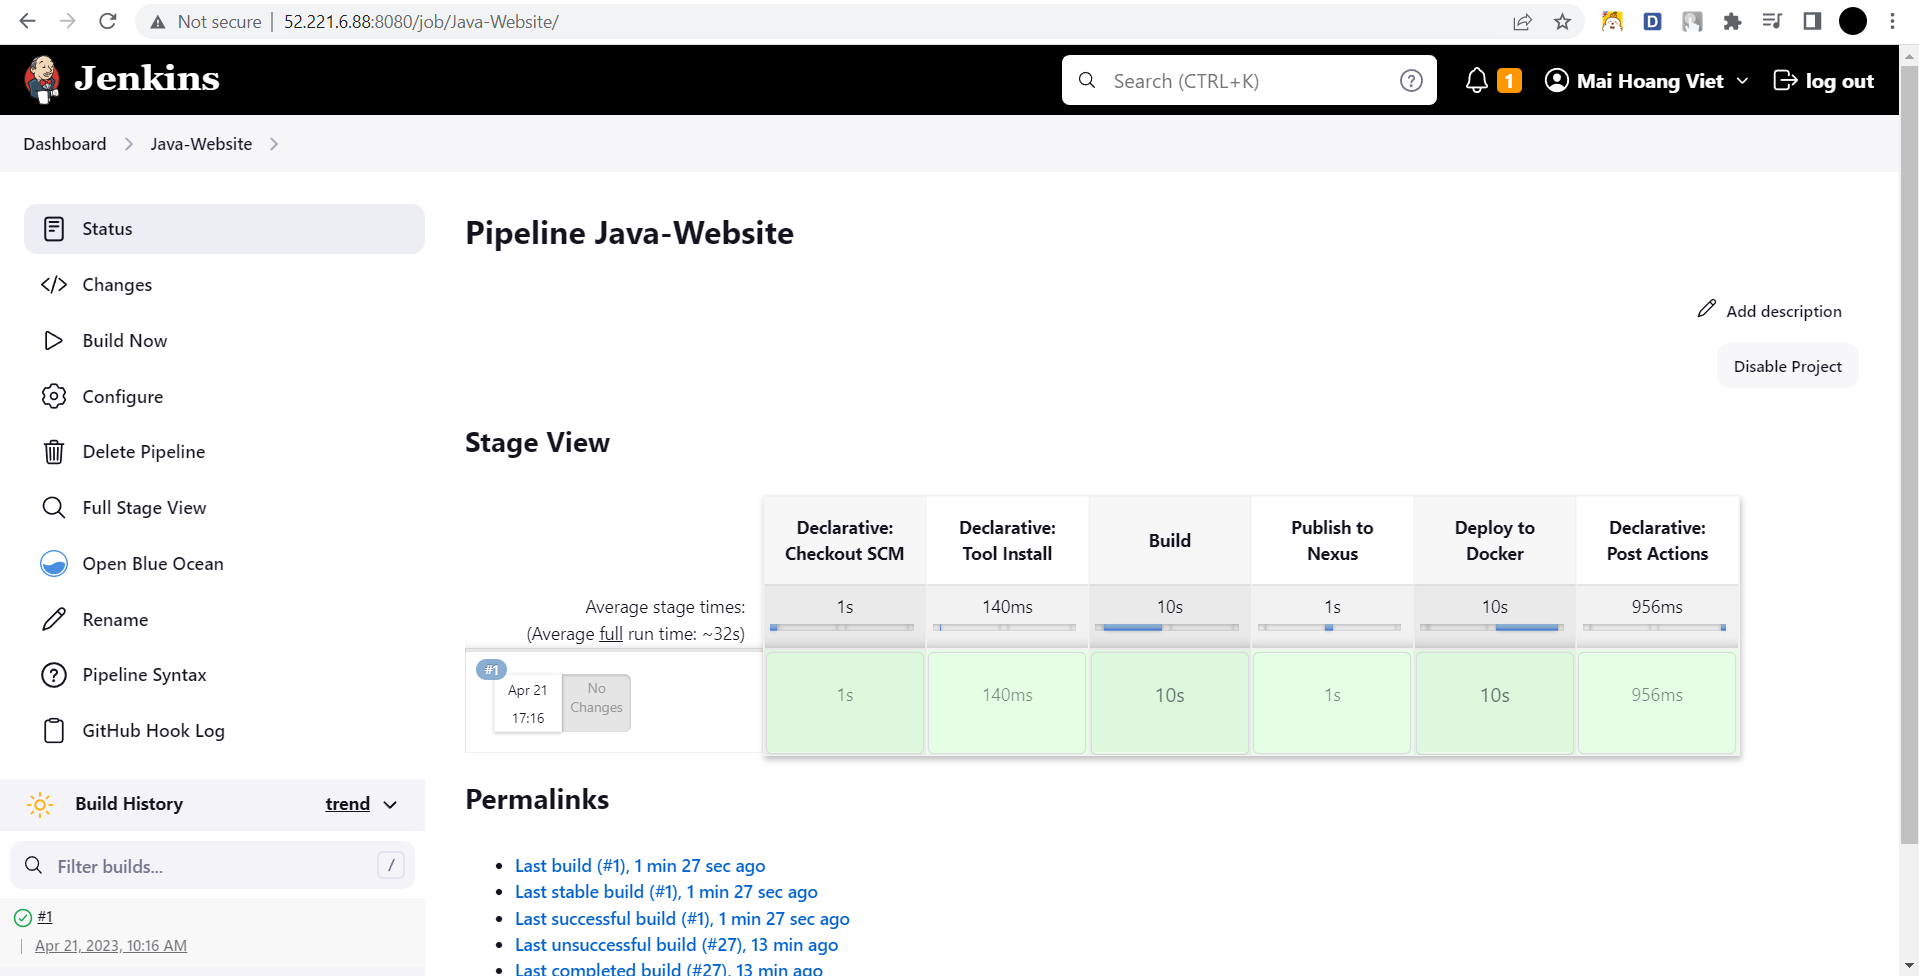 Not secure | 52.221.6.88:8080/job/Java-Website/
Jenkins
Search (CTRL+K)
?
1
Mai Hoang Viet
log out
Dashboard
Java-Website
Status
Changes
Build Now
Configure
Delete Pipeline
Full Stage View
Open Blue Ocean
Rename
Pipeline Syntax
GitHub Hook Log
Build History
trend
Filter builds...
/
#1
Apr 21, 2023, 10:16 AM
Pipeline Java-Website
Add description
Disable Project
Stage View
Declarative:
Checkout SCM
Declarative:
Tool Install
Build
Publish to
Nexus
Deploy to
Docker
Declarative:
Post Actions
Average stage times:
(Average full run time: ~32s)
1s
140ms
10s
1s
10s
956ms
#1
Apr 21
17:16
No
Changes
1s
140ms
10s
1s
10s
956ms
Permalinks
Last build (#1), 1 min 27 sec ago
Last stable build (#1), 1 min 27 sec ago
Last successful build (#1), 1 min 27 sec ago
Last unsuccessful build (#27), 13 min ago
Last completed build (#27), 13 min ago